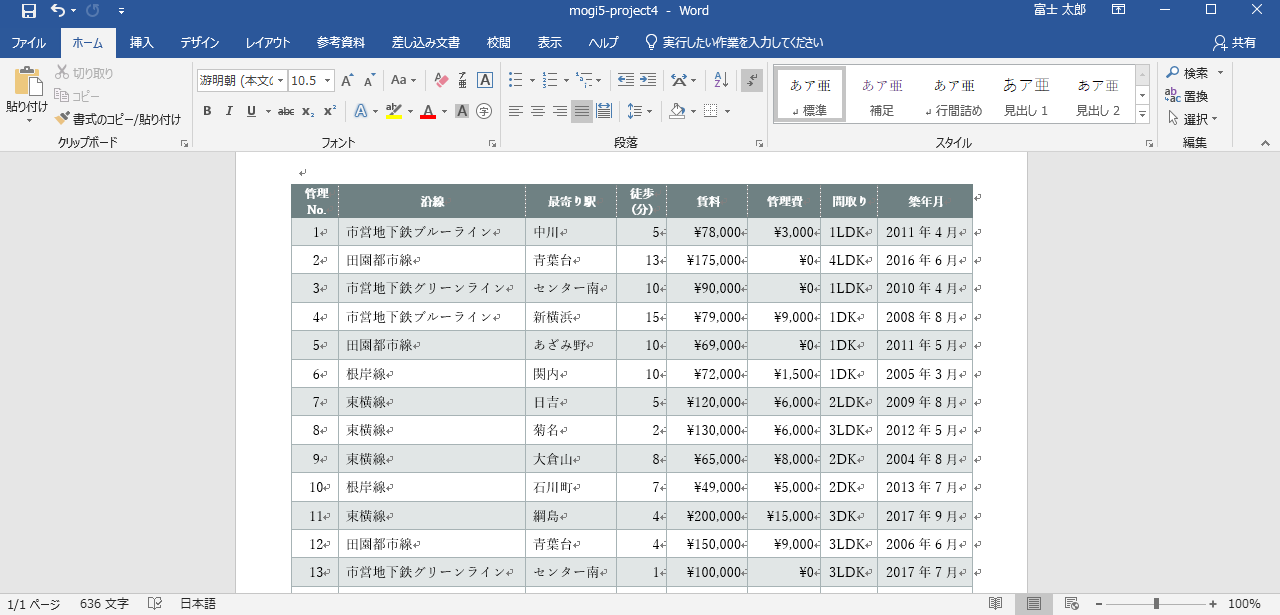 mogi5-project4 - Word
富士 太郎
ファイル ホーム 挿入 デザイン レイアウト 参考資料 差し込み文書 校閲 表示 ヘルプ 実行したい作業を入力してください 共有
貼り付け
切り取り
コピー
書式のコピー/貼り付け
クリップボード
游明朝 (本文の 10.5
フォント
段落
あア亜 あア亜 あア亜 あア亜 あア亜
↲ 標準 補足 ↲ 行間詰め 見出し 1 見出し 2
スタイル
検索
置換
選択
編集
管理No. 沿線 最寄り駅 徒歩(分) 賃料 管理費 間取り 築年月
1 市営地下鉄ブルーライン 中川 5 ¥78,000 ¥3,000 1LDK 2011 年 4 月
2 田園都市線 青葉台 13 ¥175,000 ¥0 4LDK 2016 年 6 月
3 市営地下鉄グリーンライン センター南 10 ¥90,000 ¥0 1LDK 2010 年 4 月
4 市営地下鉄ブルーライン 新横浜 15 ¥79,000 ¥9,000 1DK 2008 年 8 月
5 田園都市線 あざみ野 10 ¥69,000 ¥0 1DK 2011 年 5 月
6 根岸線 関内 10 ¥72,000 ¥1,500 1DK 2005 年 3 月
7 東横線 日吉 5 ¥120,000 ¥6,000 2LDK 2009 年 8 月
8 東横線 菊名 2 ¥130,000 ¥6,000 3LDK 2012 年 5 月
9 東横線 大倉山 8 ¥65,000 ¥8,000 2DK 2004 年 8 月
10 根岸線 石川町 7 ¥49,000 ¥5,000 2DK 2013 年 7 月
11 東横線 綱島 4 ¥200,000 ¥15,000 3DK 2017 年 9 月
12 田園都市線 青葉台 4 ¥150,000 ¥9,000 3LDK 2006 年 6 月
13 市営地下鉄グリーンライン センター南 1 ¥100,000 ¥0 3LDK 2017 年 7 月
1/1 ページ 636 文字 日本語 100%